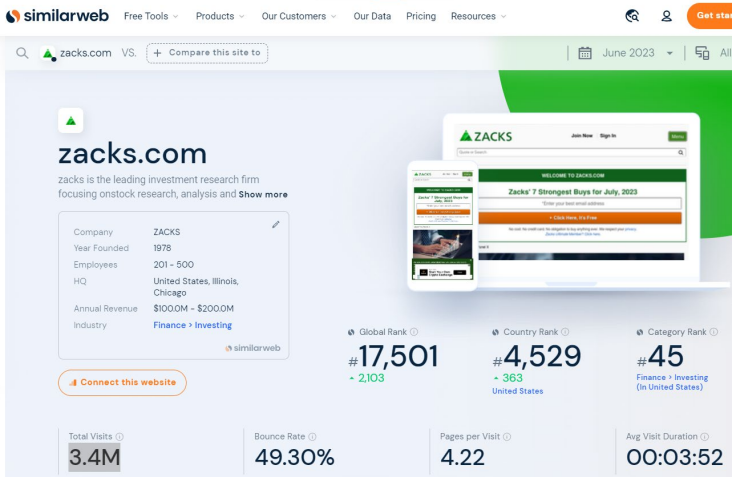 similarweb Free Tools Products Our Customers Our Data Pricing Resources Get star
zacks.com VS. + Compare this site to June 2023 All
zacks.com
zacks is the leading investment research firm
focusing onstock research, analysis and Show more
Company ZACKS
Year Founded 1978
Employees 201 - 500
HQ United States, Illinois,
Chicago
Annual Revenue $100.0M - $200.0M
Industry Finance > Investing
similarweb
Connect this website
ZACKS Join Now Sign In Menu
WELCOME TO ZACKS.COM
Zacks' 7 Strongest Buys for July, 2023
*Enter your best email address
+ Click Here, It's Free
Global Rank
#17,501
2,103
Country Rank
#4,529
363
United States
Category Rank
#45
Finance > Investing
(In United States)
Total Visits
3.4M
Bounce Rate
49.30%
Pages per Visit
4.22
Avg Visit Duration
00:03:52